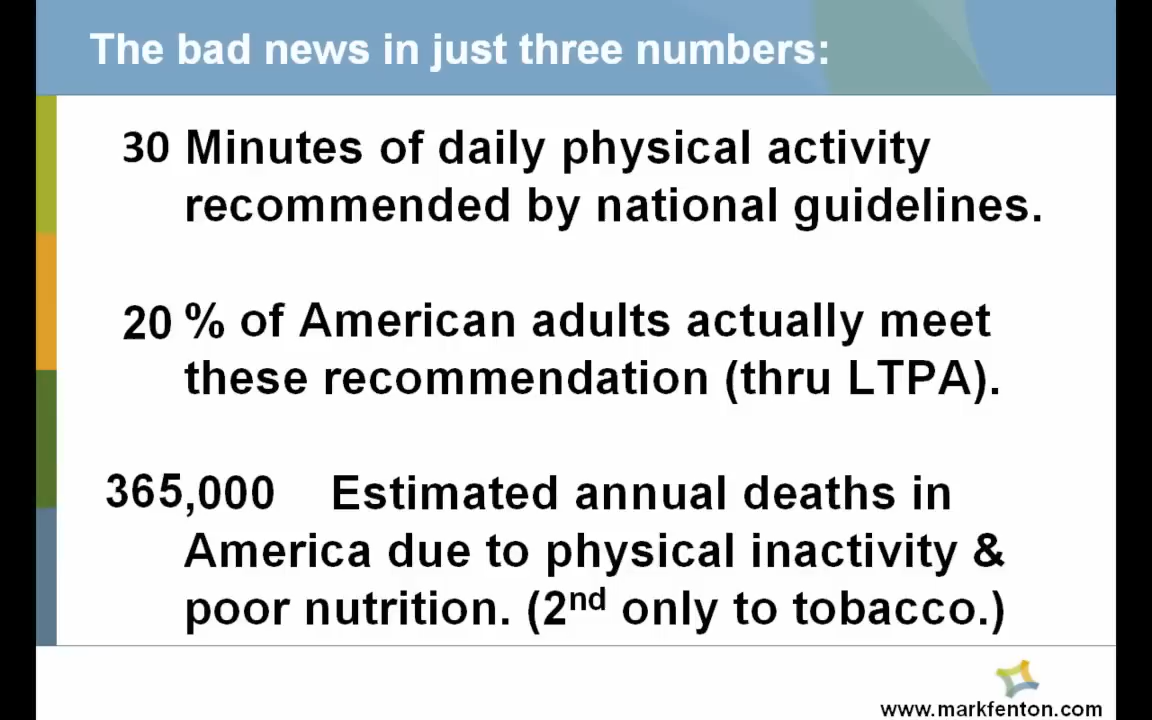 The bad news in just three numbers:
30 Minutes of daily physical activity
recommended by national guidelines.
20 % of American adults actually meet
these recommendation (thru LTPA).
365,000 Estimated annual deaths in
America due to physical inactivity &
poor nutrition. (2nd only to tobacco.)
www.markfenton.com